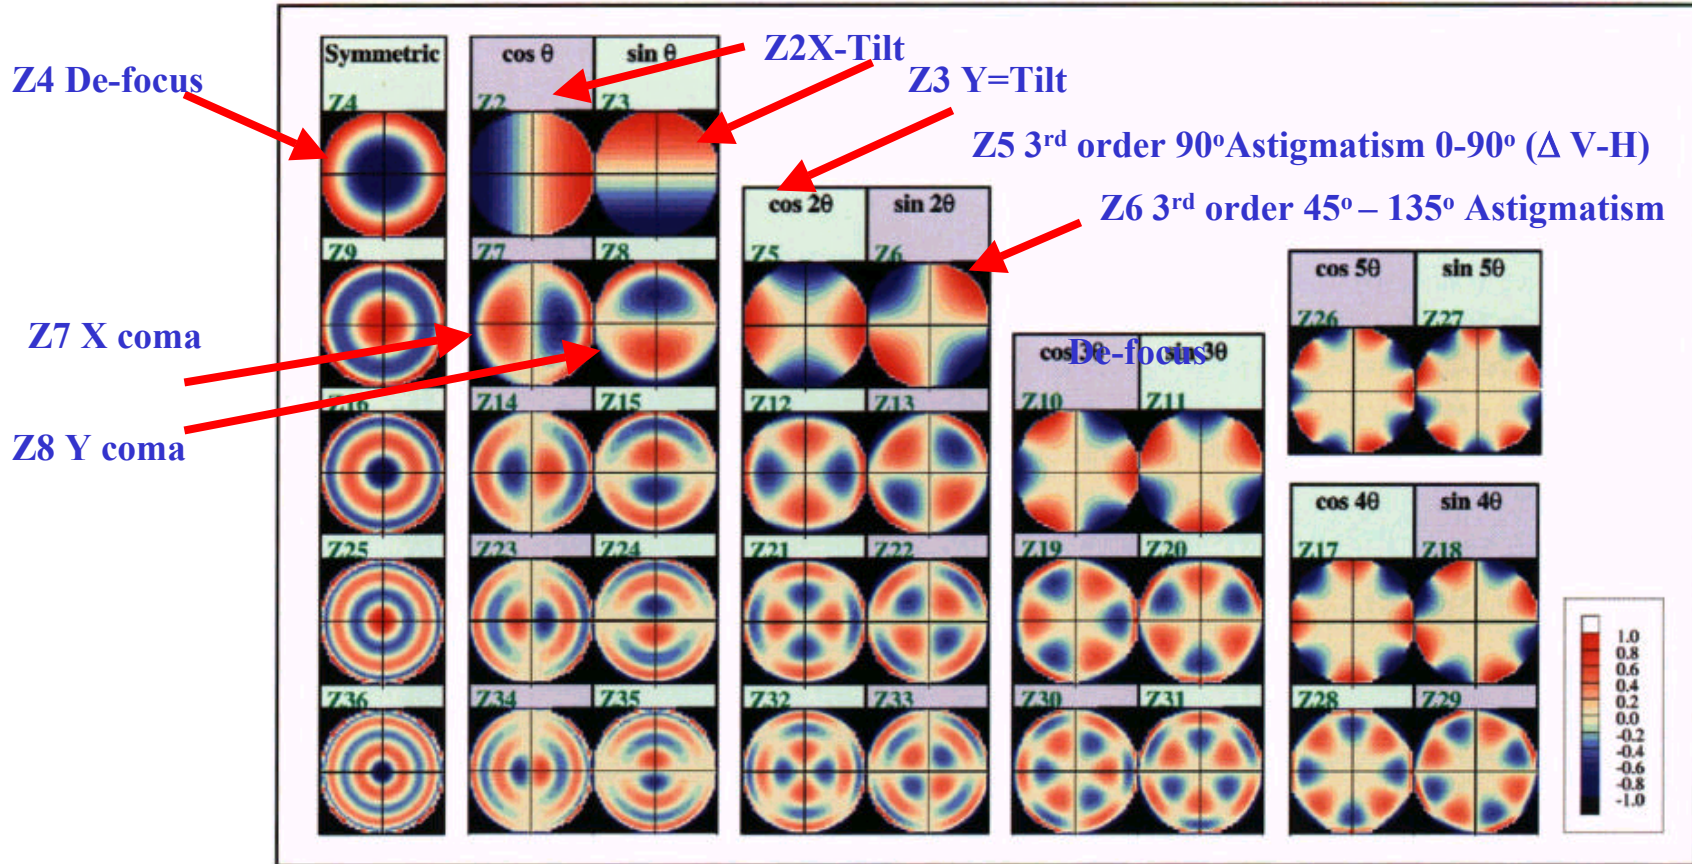 Z4 De-focus
Z2X-Tilt
Z3 Y=Tilt
Z5 3rd order 90oAstigmatism 0-90o (Δ V-H)
Z6 3rd order 45o – 135o Astigmatism
Z7 X coma
Z8 Y coma
De-focus
Symmetric
cos θ
sin θ
Z4
Z2
Z3
cos 2θ
sin 2θ
Z9
Z7
Z8
Z5
Z6
cos 5θ
sin 5θ
Z26
Z27
cos 3θ
sin 3θ
Z16
Z14
Z15
Z12
Z13
Z10
Z11
cos 4θ
sin 4θ
Z25
Z23
Z24
Z21
Z22
Z19
Z20
Z17
Z18
Z36
Z34
Z35
Z32
Z33
Z30
Z31
Z28
Z29
1.0
0.8
0.6
0.4
0.2
0.0
-0.2
-0.4
-0.6
-0.8
-1.0